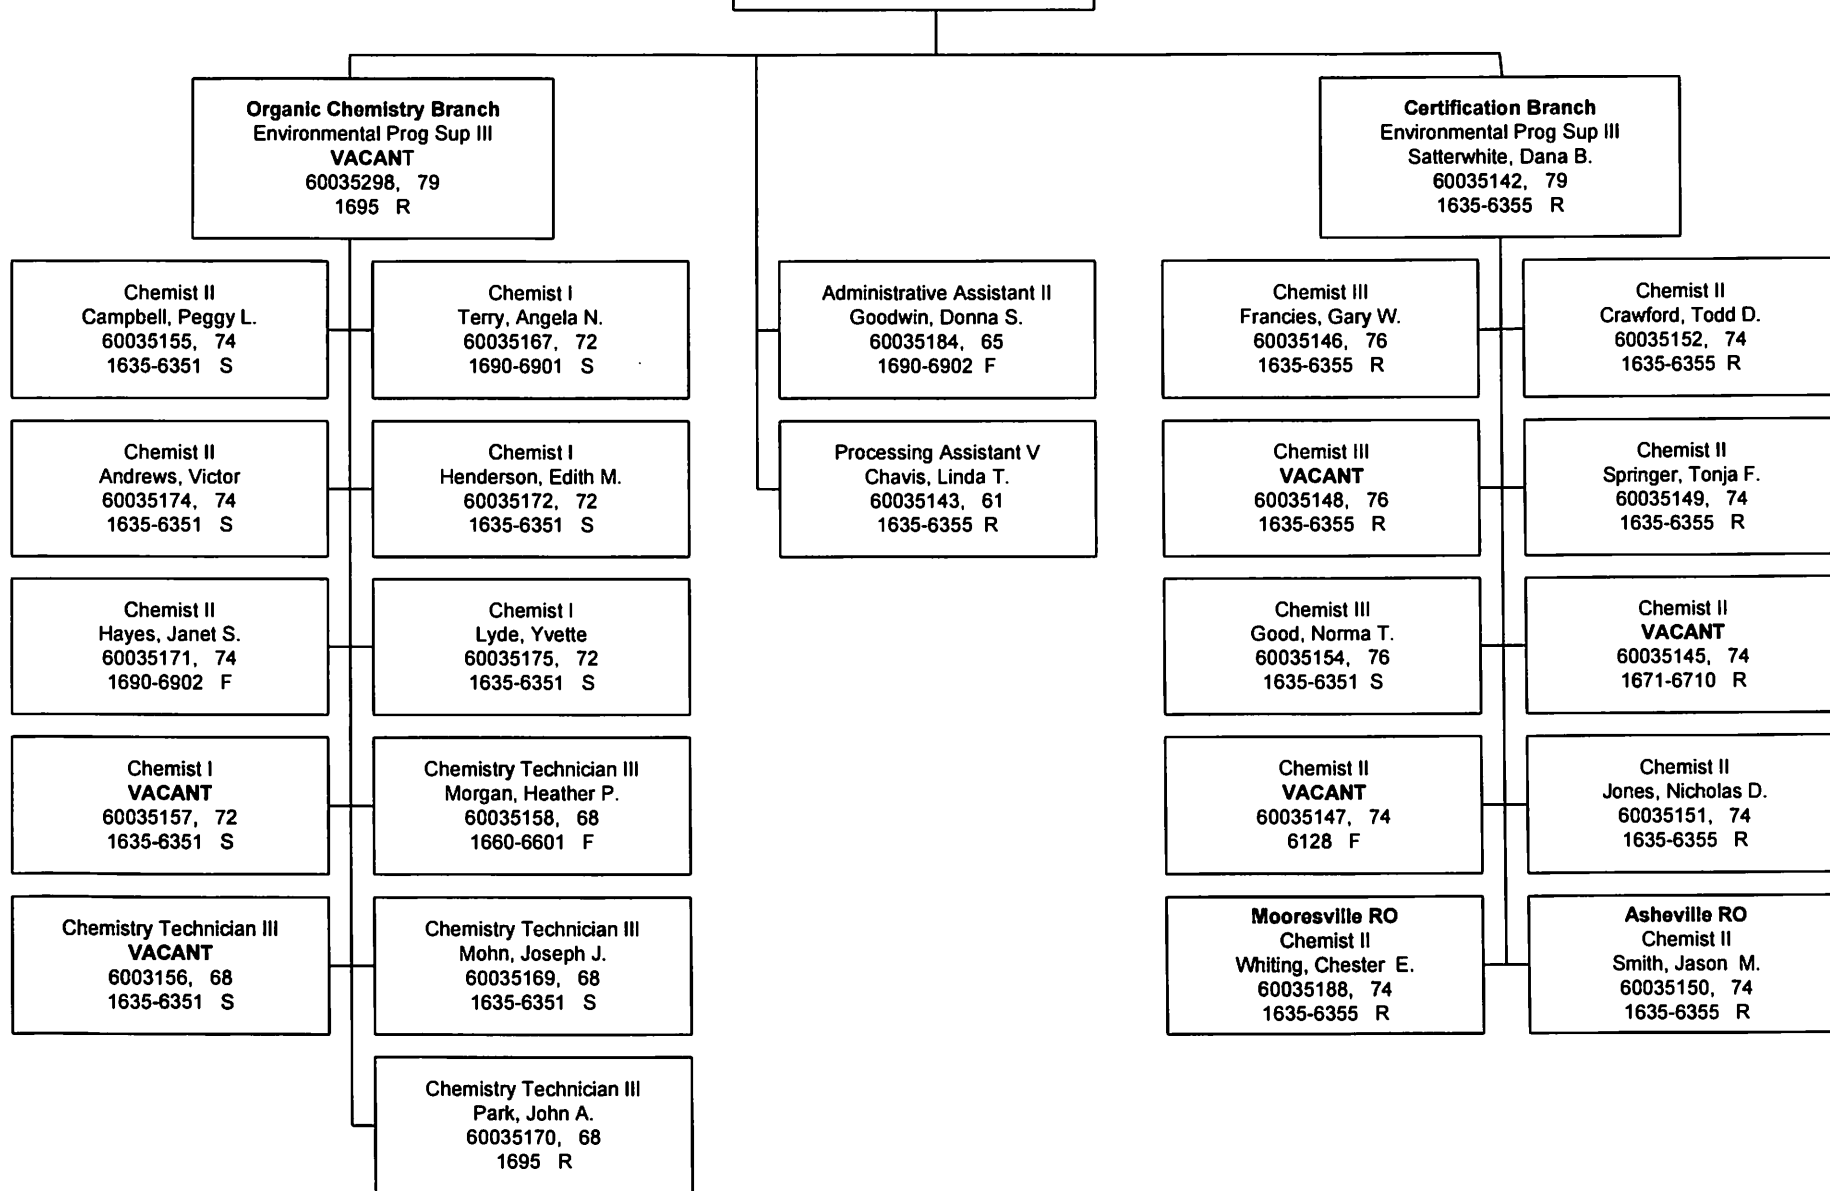 Organic Chemistry Branch
Environmental Prog Sup III
VACANT
60035298, 79
1695 R
Certification Branch
Environmental Prog Sup III
Satterwhite, Dana B.
60035142, 79
1635-6355 R
Chemist II
Campbell, Peggy L.
60035155, 74
1635-6351 S
Chemist I
Terry, Angela N.
60035167, 72
1690-6901 S
Administrative Assistant II
Goodwin, Donna S.
60035184, 65
1690-6902 F
Chemist III
Francies, Gary W.
60035146, 76
1635-6355 R
Chemist II
Crawford, Todd D.
60035152, 74
1635-6355 R
Chemist II
Andrews, Victor
60035174, 74
1635-6351 S
Chemist I
Henderson, Edith M.
60035172, 72
1635-6351 S
Processing Assistant V
Chavis, Linda T.
60035143, 61
1635-6355 R
Chemist III
VACANT
60035148, 76
1635-6355 R
Chemist II
Springer, Tonja F.
60035149, 74
1635-6355 R
Chemist II
Hayes, Janet S.
60035171, 74
1690-6902 F
Chemist I
Lyde, Yvette
60035175, 72
1635-6351 S
Chemist III
Good, Norma T.
60035154, 76
1635-6351 S
Chemist II
VACANT
60035145, 74
1671-6710 R
Chemist I
VACANT
60035157, 72
1635-6351 S
Chemistry Technician III
Morgan, Heather P.
60035158, 68
1660-6601 F
Chemist II
VACANT
60035147, 74
6128 F
Chemist II
Jones, Nicholas D.
60035151, 74
1635-6355 R
Chemistry Technician III
VACANT
6003156, 68
1635-6351 S
Chemistry Technician III
Mohn, Joseph J.
60035169, 68
1635-6351 S
Mooresville RO
Chemist II
Whiting, Chester E.
60035188, 74
1635-6355 R
Asheville RO
Chemist II
Smith, Jason M.
60035150, 74
1635-6355 R
Chemistry Technician III
Park, John A.
60035170, 68
1695 R